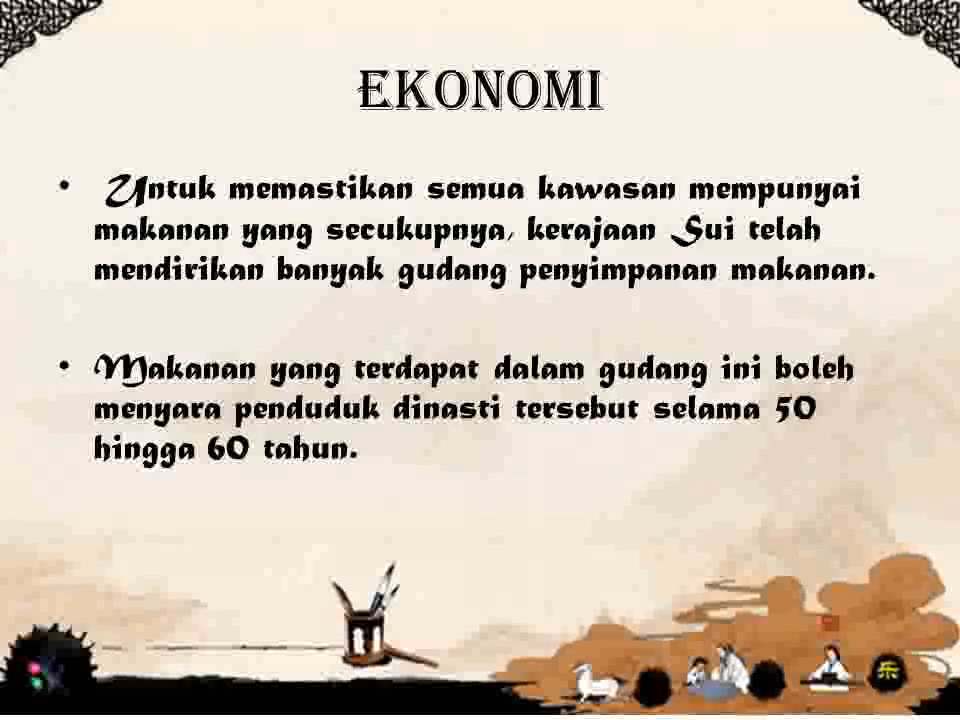 EKONOMI
• Untuk memastikan semua kawasan mempunyai
makanan yang secukupnya, kerajaan Sui telah
mendirikan banyak gudang penyimpanan makanan.
• Makanan yang terdapat dalam gudang ini boleh
menyara penduduk dinasti tersebut selama 50
hingga 60 tahun.